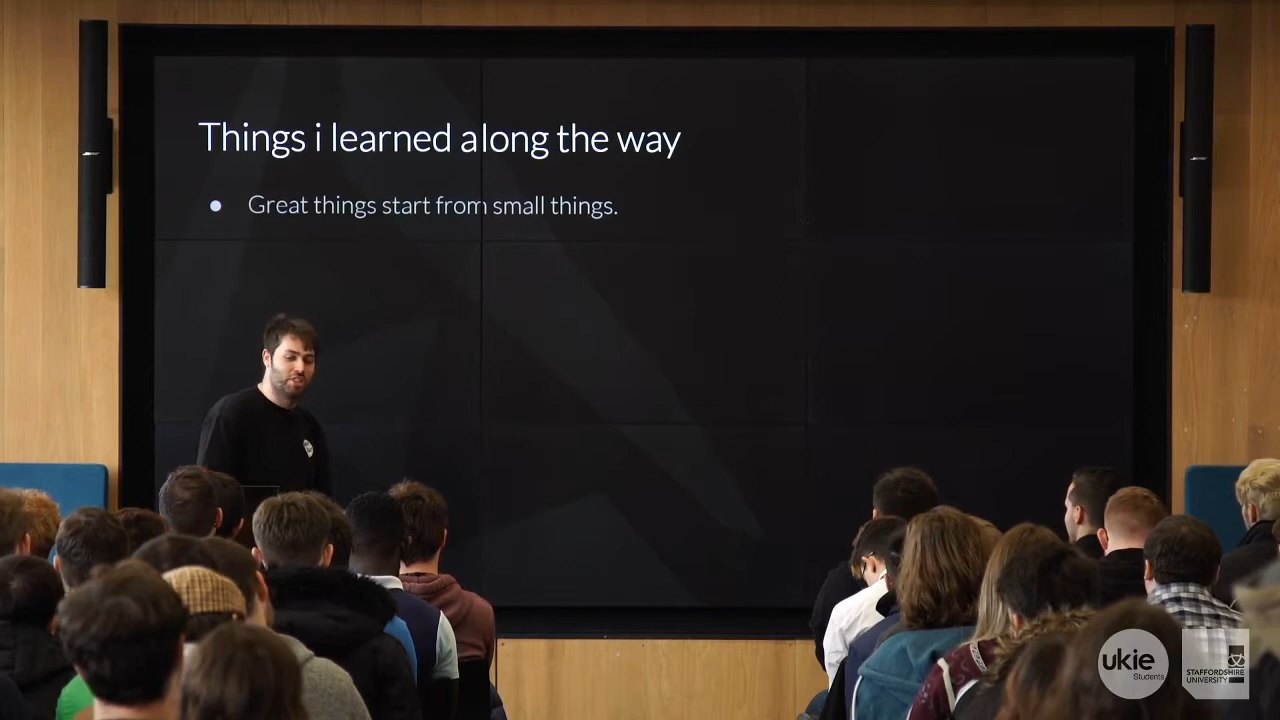 Things i learned along the way
● Great things start from small things.
ukie
Students
STAFFORDSHIRE
UNIVERSITY